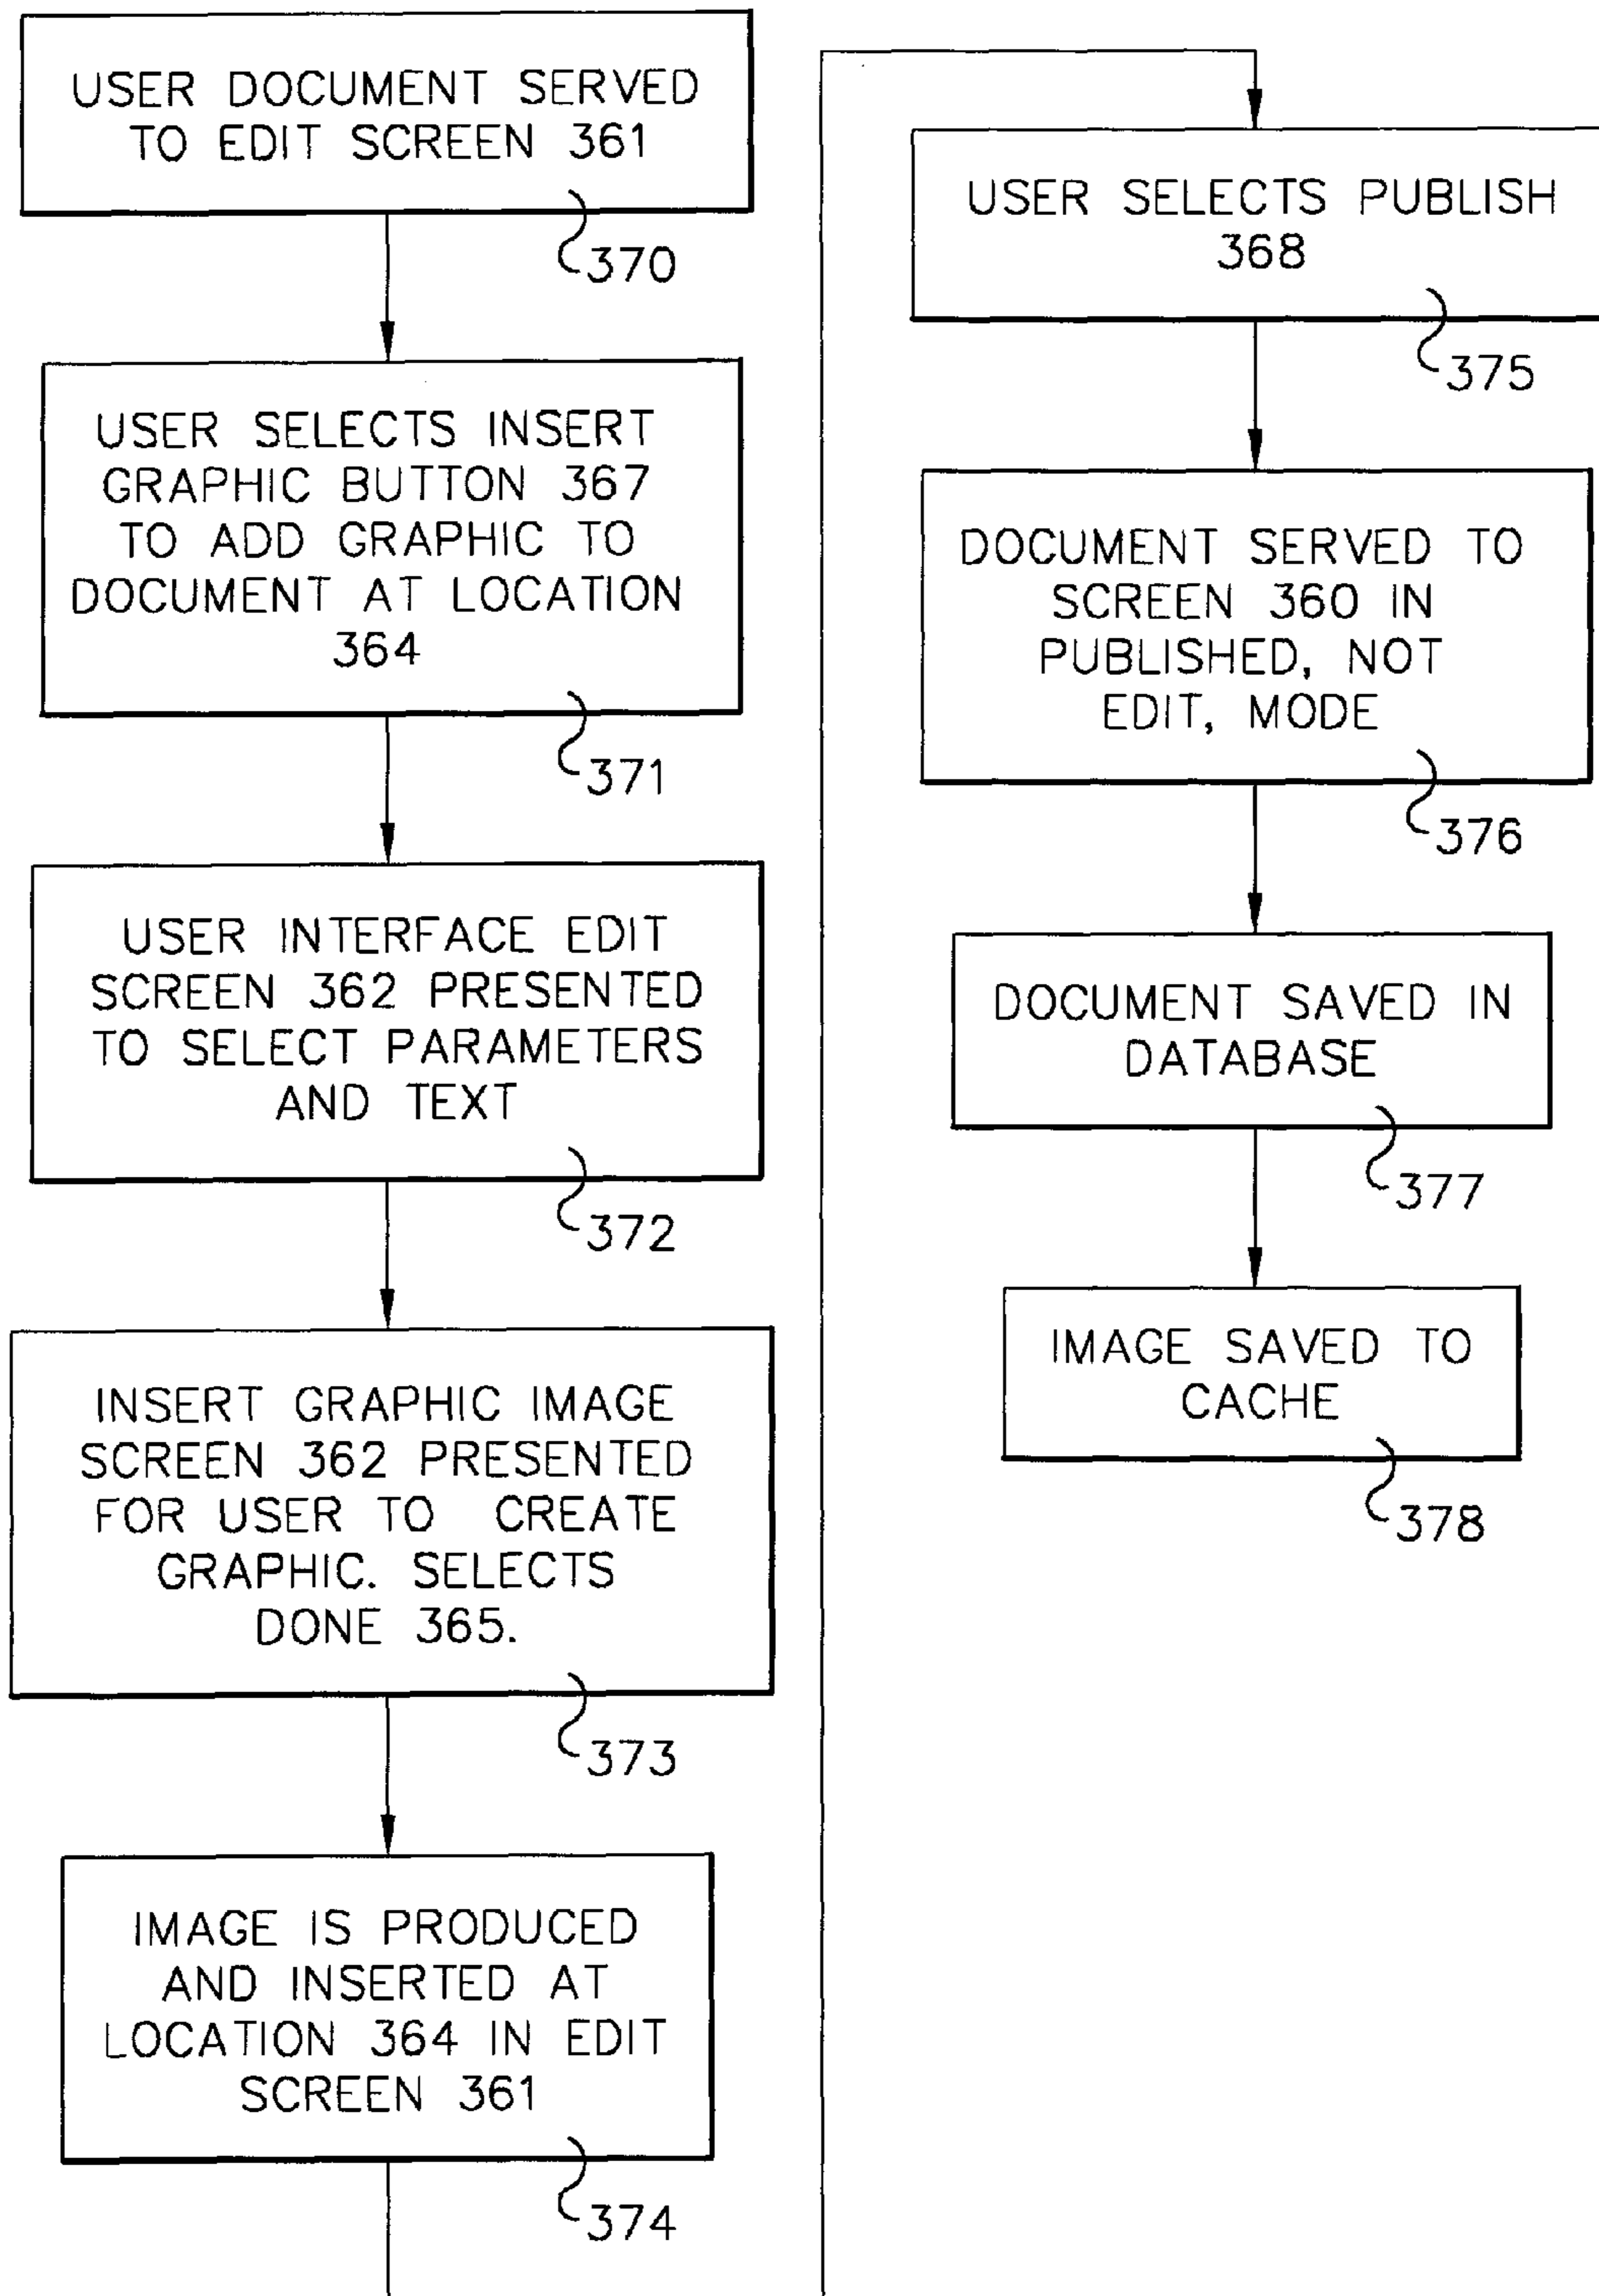 USER DOCUMENT SERVED
TO EDIT SCREEN 361
370
USER SELECTS INSERT
GRAPHIC BUTTON 367
TO ADD GRAPHIC TO
DOCUMENT AT LOCATION
364
371
USER INTERFACE EDIT
SCREEN 362 PRESENTED
TO SELECT PARAMETERS
AND TEXT
372
INSERT GRAPHIC IMAGE
SCREEN 362 PRESENTED
FOR USER TO CREATE
GRAPHIC. SELECTS
DONE 365.
373
IMAGE IS PRODUCED
AND INSERTED AT
LOCATION 364 IN EDIT
SCREEN 361
374
USER SELECTS PUBLISH
368
375
DOCUMENT SERVED TO
SCREEN 360 IN
PUBLISHED, NOT
EDIT, MODE
376
DOCUMENT SAVED IN
DATABASE
377
IMAGE SAVED TO
CACHE
378